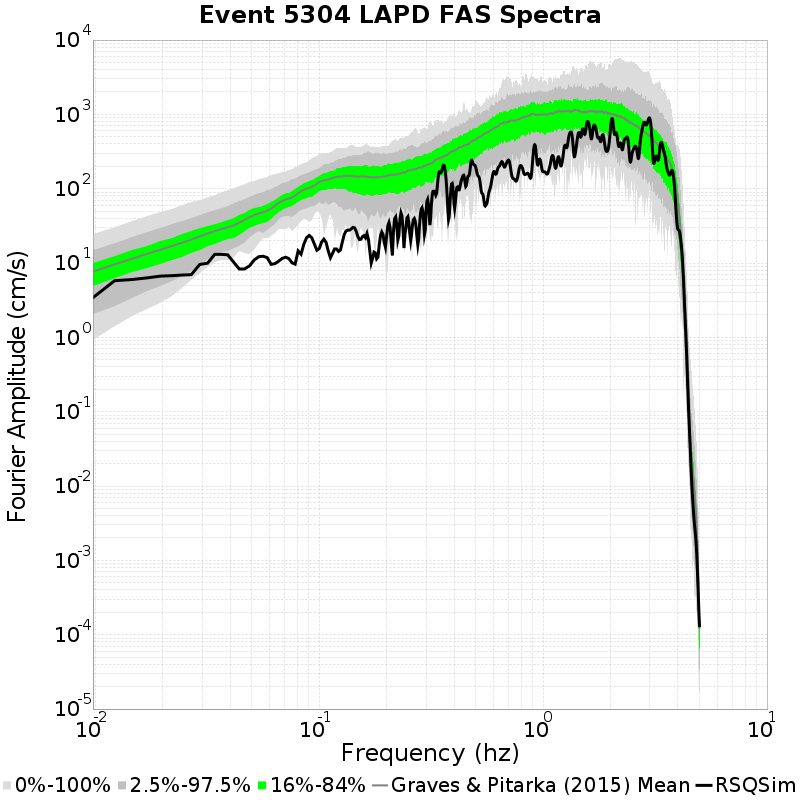 Event 5304 LAPD FAS Spectra
Fourier Amplitude (cm/s)
10^4
10^3
10^2
10^1
10^0
10^-1
10^-2
10^-3
10^-4
10^-5
10^-2 10^-1 10^0 10^1
Frequency (hz)
0%-100% 2.5%-97.5% 16%-84% Graves & Pitarka (2015) Mean RSQSim